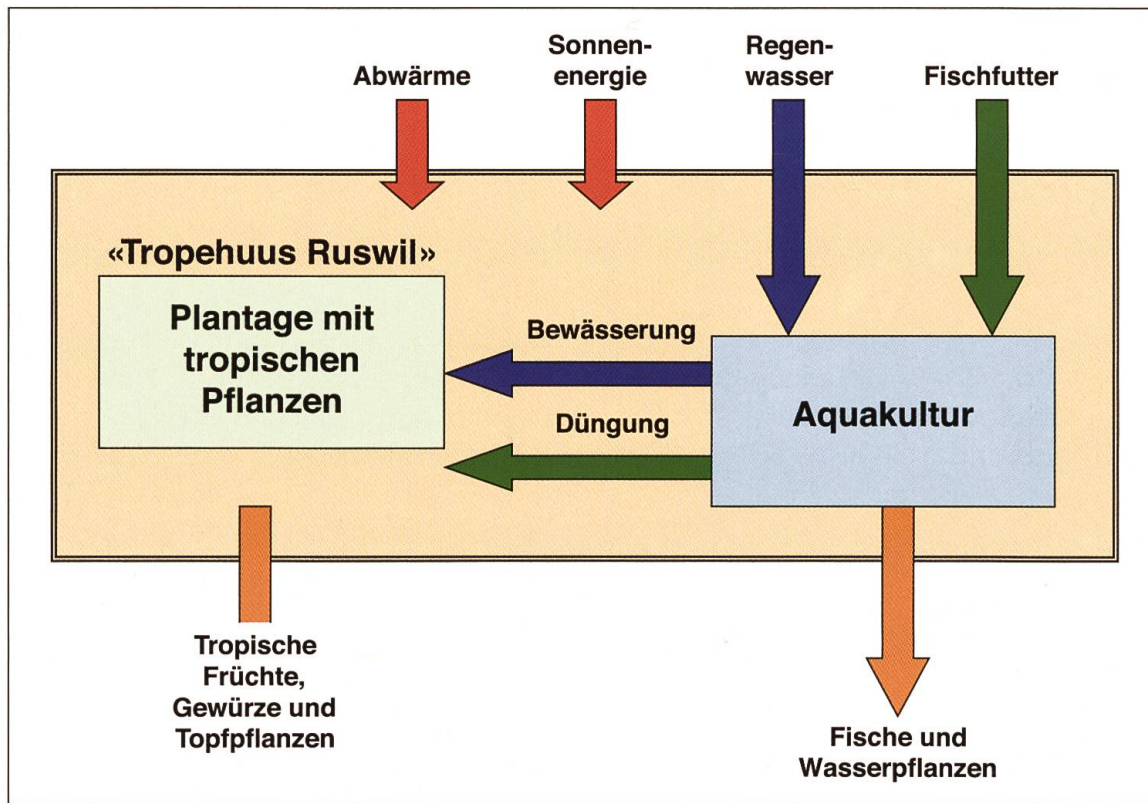 Abwärme
Sonnen-
energie
Regen-
wasser
Fischfutter
«Tropehuus Ruswil»
Plantage mit
tropischen
Pflanzen
Bewässerung
Düngung
Aquakultur
Tropische
Früchte,
Gewürze und
Topfpflanzen
Fische und
Wasserpflanzen